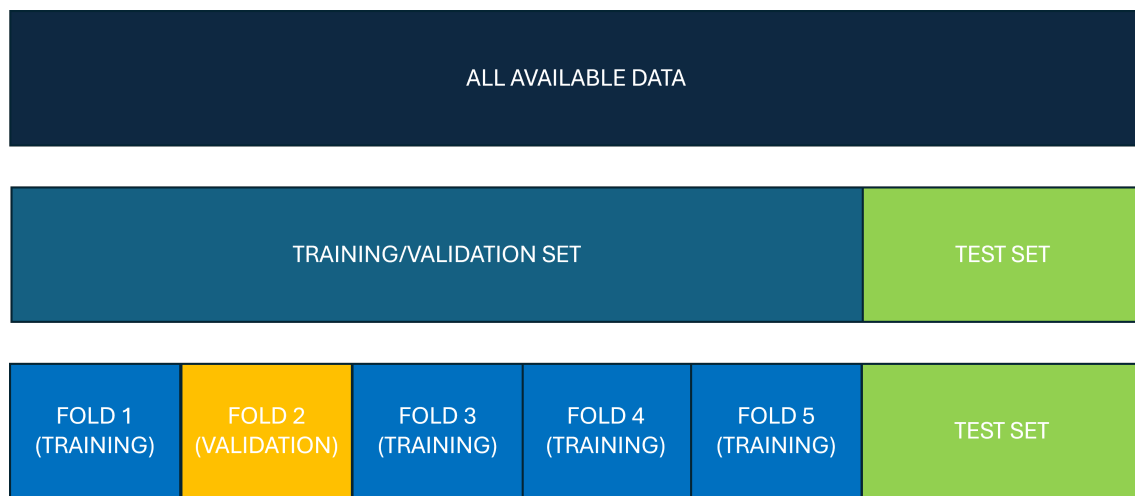 ALL AVAILABLE DATA
TRAINING/VALIDATION SET
TEST SET
FOLD 1
(TRAINING)
FOLD 2
(VALIDATION)
FOLD 3
(TRAINING)
FOLD 4
(TRAINING)
FOLD 5
(TRAINING)
TEST SET